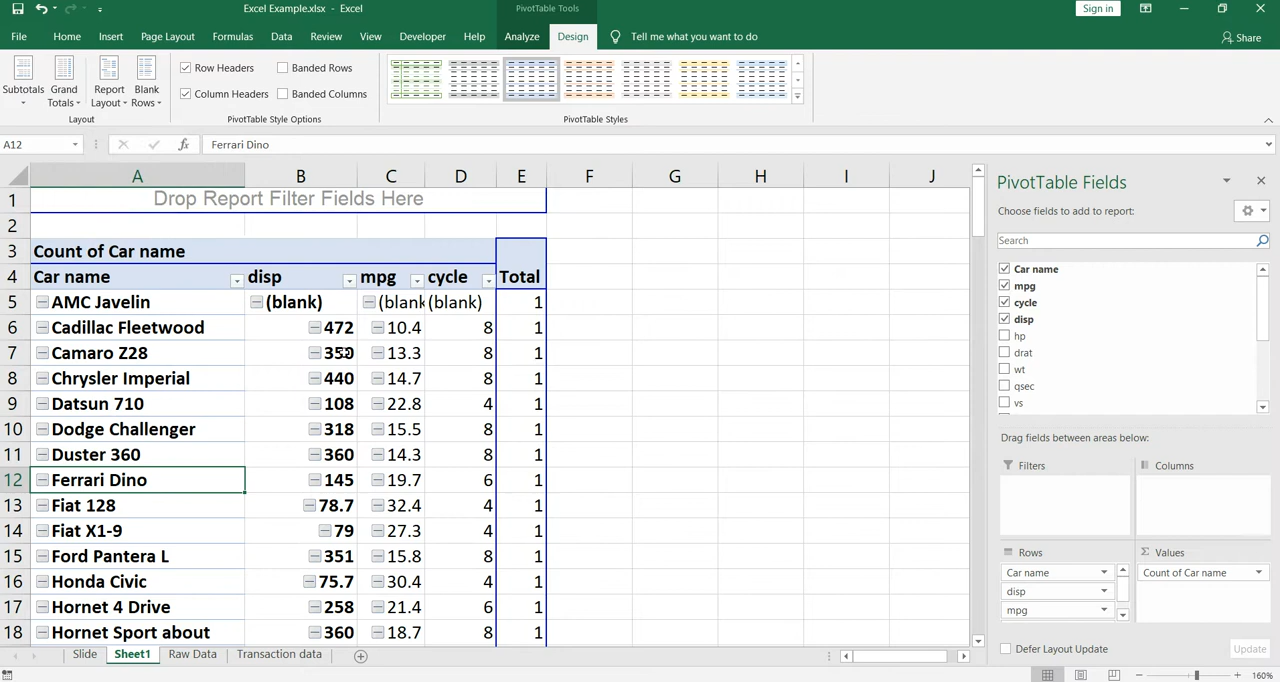 Excel Example.xlsx - Excel
PivotTable Tools
Sign in
File Home Insert Page Layout Formulas Data Review View Developer Help Analyze Design Tell me what you want to do Share
Subtotals
Grand Totals
Report Layout
Blank Rows
Layout
Row Headers Banded Rows
Column Headers Banded Columns
PivotTable Style Options
PivotTable Styles
A12 fx Ferrari Dino
A B C D E F G H I J
1 Drop Report Filter Fields Here
2
3 Count of Car name
4 Car name disp mpg cycle Total
5 AMC Javelin (blank) (blank (blank) 1
6 Cadillac Fleetwood 472 10.4 8 1
7 Camaro Z28 350 13.3 8 1
8 Chrysler Imperial 440 14.7 8 1
9 Datsun 710 108 22.8 4 1
10 Dodge Challenger 318 15.5 8 1
11 Duster 360 360 14.3 8 1
12 Ferrari Dino 145 19.7 6 1
13 Fiat 128 78.7 32.4 4 1
14 Fiat X1-9 79 27.3 4 1
15 Ford Pantera L 351 15.8 8 1
16 Honda Civic 75.7 30.4 4 1
17 Hornet 4 Drive 258 21.4 6 1
18 Hornet Sport about 360 18.7 8 1
Slide Sheet1 Raw Data Transaction data
PivotTable Fields
Choose fields to add to report:
Search
Car name
mpg
cycle
disp
hp
drat
wt
qsec
vs
Drag fields between areas below:
Filters Columns
Rows Σ Values
Car name Count of Car name
disp
mpg
Defer Layout Update Update
160%